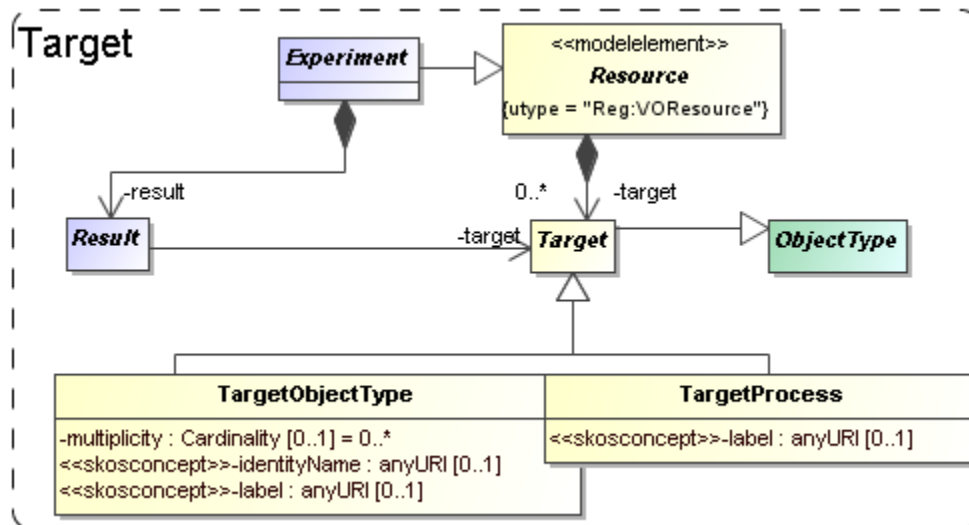 Target
Experiment
<<modelelement>>
Resource
{utype = "Reg:VOResource"}
-result
0..*
-target
Result
-target
Target
ObjectType
TargetObjectType
-multiplicity : Cardinality [0..1] = 0..*
<<skosconcept>>-identityName : anyURI [0..1]
<<skosconcept>>-label : anyURI [0..1]
TargetProcess
<<skosconcept>>-label : anyURI [0..1]